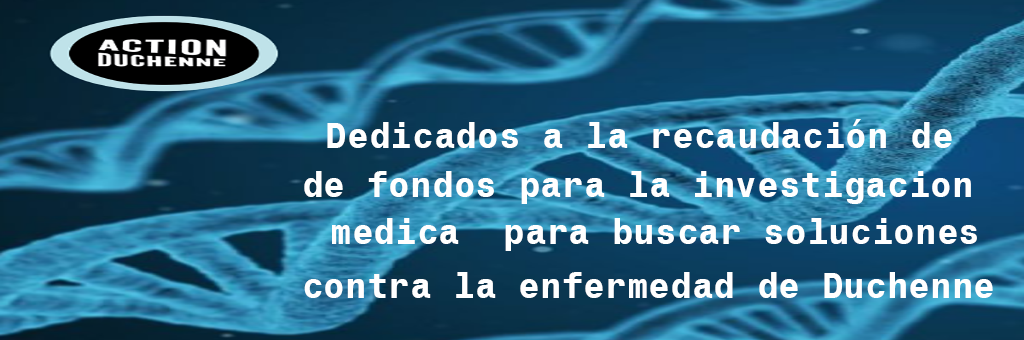 ACTION
DUCHENNE
Dedicados a la recaudación de
de fondos para la investigacion
medica para buscar soluciones
contra la enfermedad de Duchenne